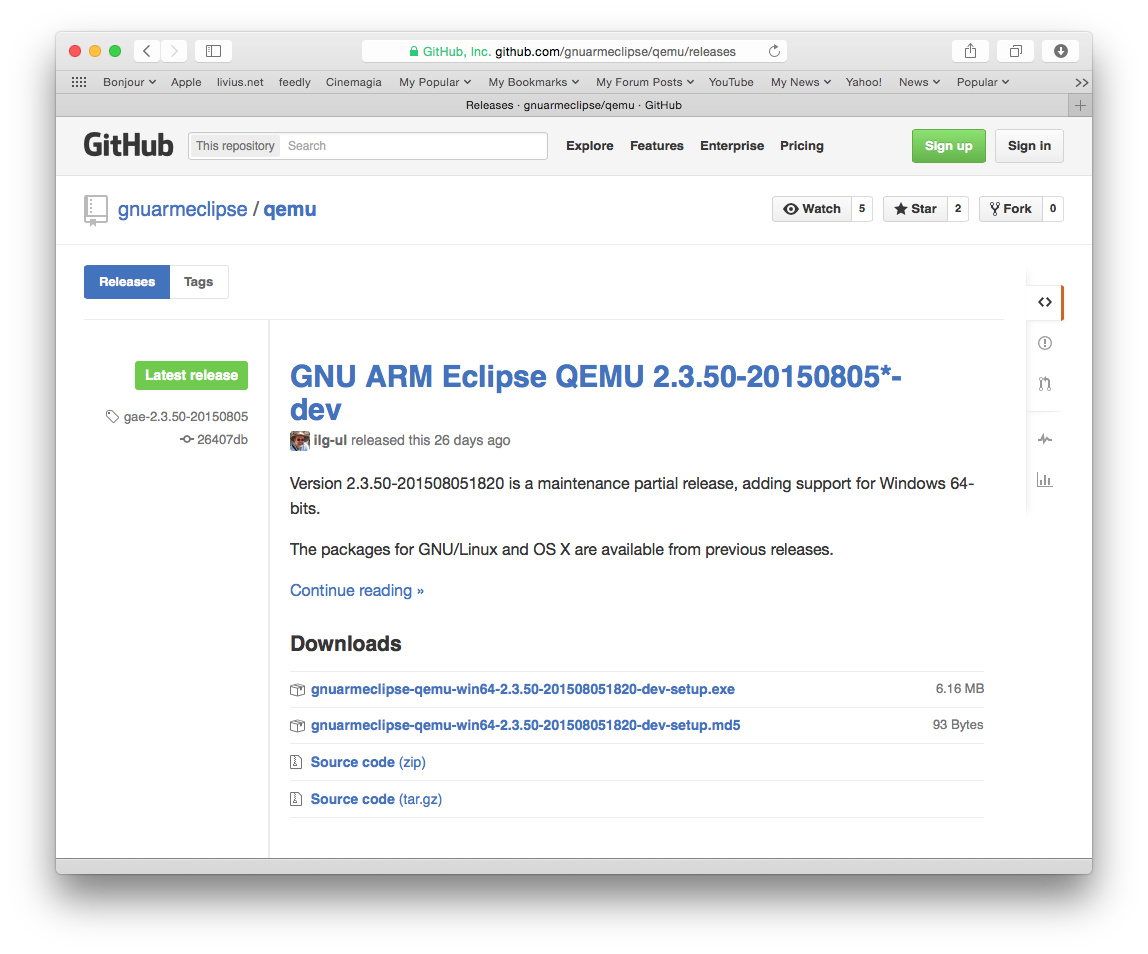 GitHub, Inc. github.com/gnuarmeclipse/qemu/releases
Bonjour Apple livius.net feedly Cinemagia My Popular My Bookmarks My Forum Posts YouTube My News Yahoo! News Popular >>
Releases · gnuarmeclipse/qemu · GitHub
GitHub This repository Search Explore Features Enterprise Pricing Sign up Sign in
gnuarmeclipse / qemu Watch 5 Star 2 Fork 0
Releases Tags
Latest release
gae-2.3.50-20150805
26407db
GNU ARM Eclipse QEMU 2.3.50-20150805*-
dev
ilg-ul released this 26 days ago
Version 2.3.50-201508051820 is a maintenance partial release, adding support for Windows 64-
bits.
The packages for GNU/Linux and OS X are available from previous releases.
Continue reading »
Downloads
gnuarmeclipse-qemu-win64-2.3.50-201508051820-dev-setup.exe 6.16 MB
gnuarmeclipse-qemu-win64-2.3.50-201508051820-dev-setup.md5 93 Bytes
Source code (zip)
Source code (tar.gz)